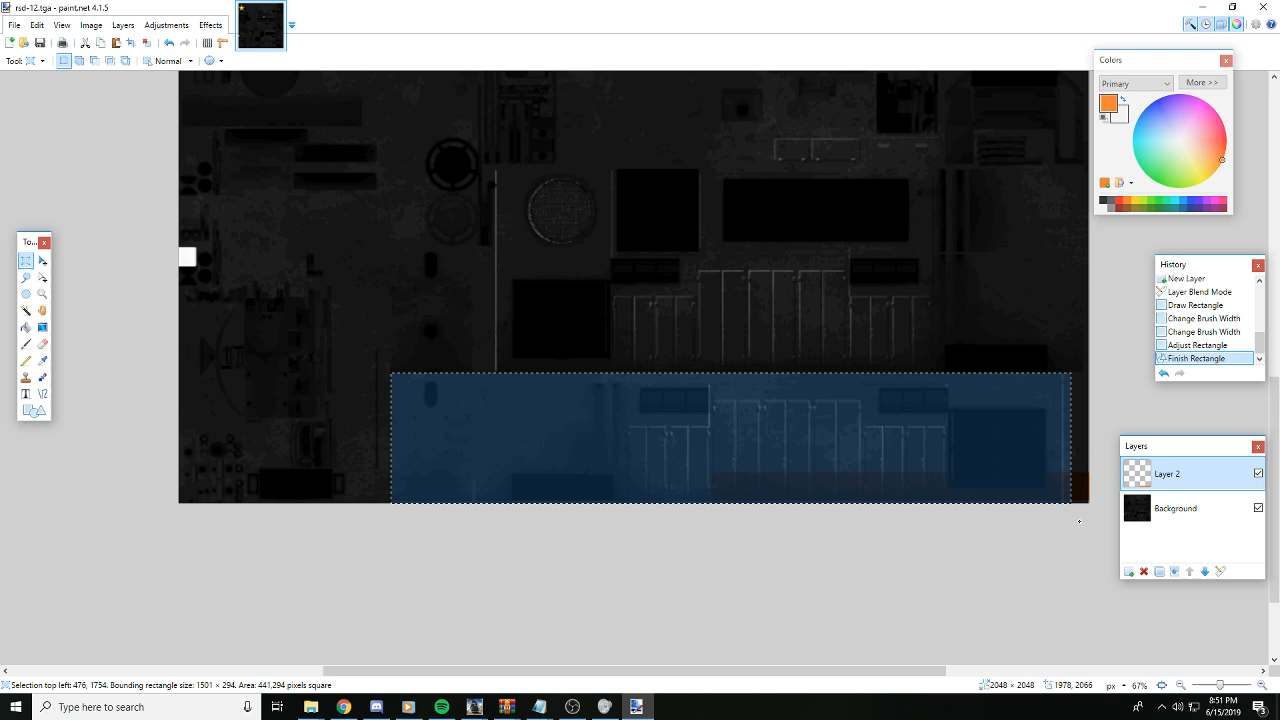 12-12.tga - paint.net 4.1.5
File Edit View Image Layers Adjustments Effects
Tool: Normal
Colors
Primary More >>
To...
History
New Layer
Layer Blend Mode
Draw Rectangle
Change Brush Width
Change Brush Width
Adjust Rectangle
Finish Rectangle
Layers
Layer 2
Background
Selection top left: 476, 1754. Bounding rectangle size: 1501 × 294. Area: 441,294 pixels square
2048 × 2048 1978, 2066 px 67%
Type here to search
8:51 PM
6/15/2019